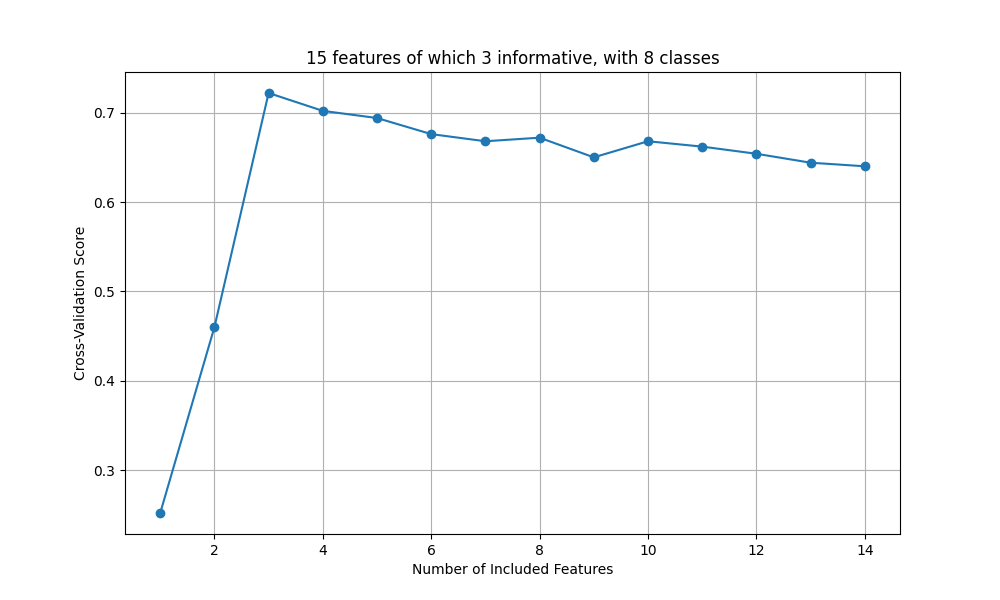 15 features of which 3 informative, with 8 classes
0.7
0.6
0.5
0.4
0.3
Cross-Validation Score
2 4 6 8 10 12 14
Number of Included Features